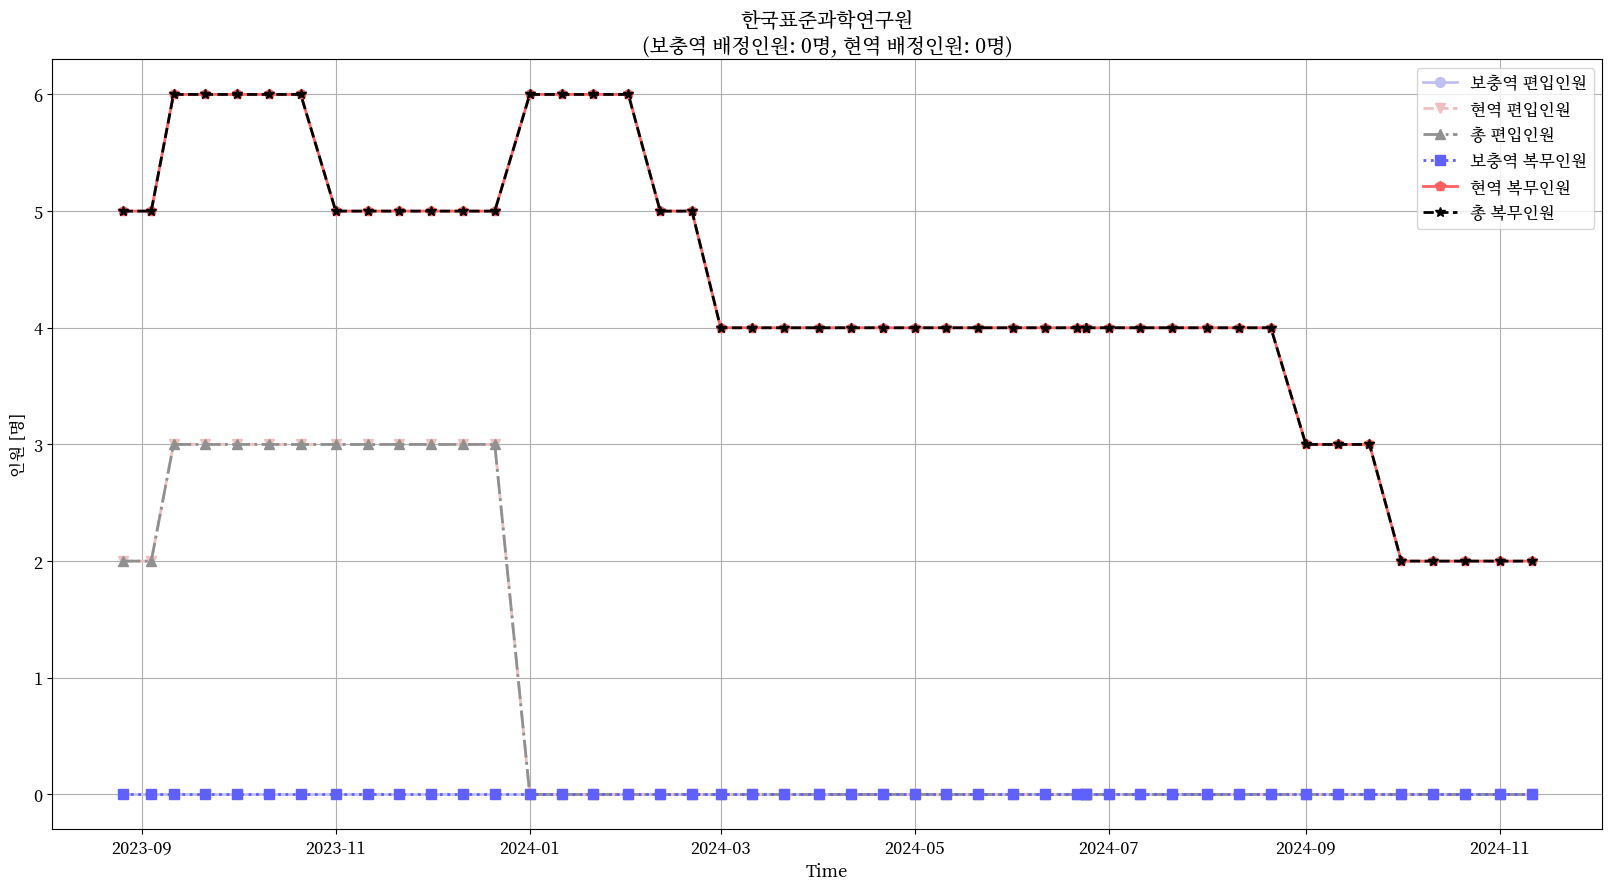 한국표준과학연구원
(보충역 배정인원: 0명, 현역 배정인원: 0명)
보충역 편입인원
현역 편입인원
총 편입인원
보충역 복무인원
현역 복무인원
총 복무인원
인원 [명]
6
5
4
3
2
1
0
2023-09
2023-11
2024-01
2024-03
2024-05
2024-07
2024-09
2024-11
Time